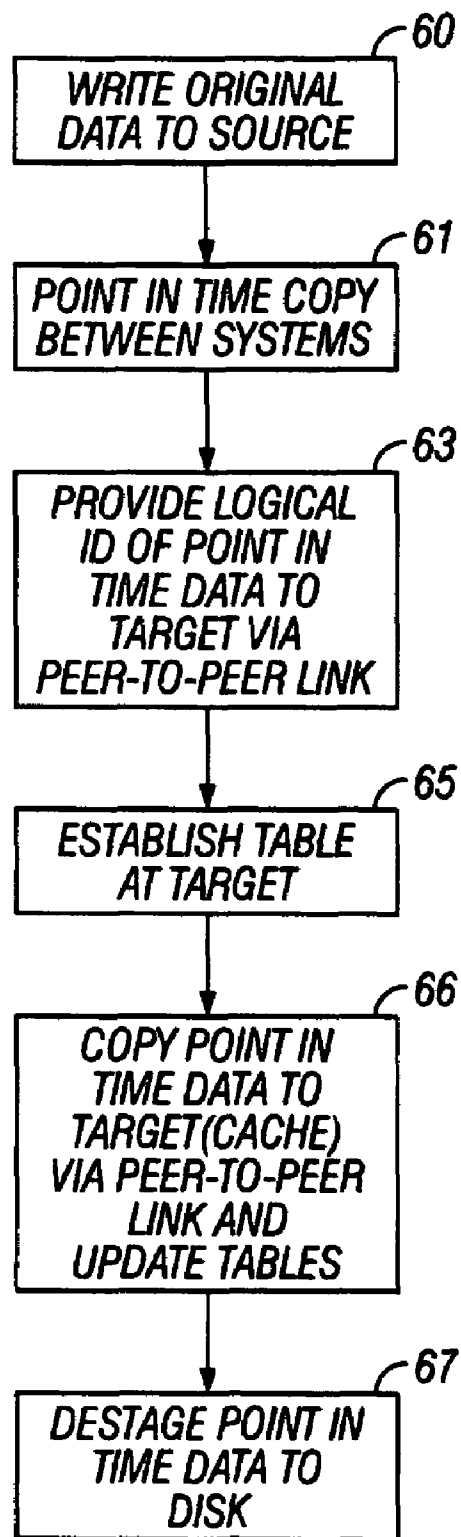 60
WRITE ORIGINAL
DATA TO SOURCE
61
POINT IN TIME COPY
BETWEEN SYSTEMS
63
PROVIDE LOGICAL
ID OF POINT IN
TIME DATA TO
TARGET VIA
PEER-TO-PEER LINK
65
ESTABLISH TABLE
AT TARGET
66
COPY POINT IN
TIME DATA TO
TARGET(CACHE)
VIA PEER-TO-PEER
LINK AND
UPDATE TABLES
67
DESTAGE POINT IN
TIME DATA TO
DISK